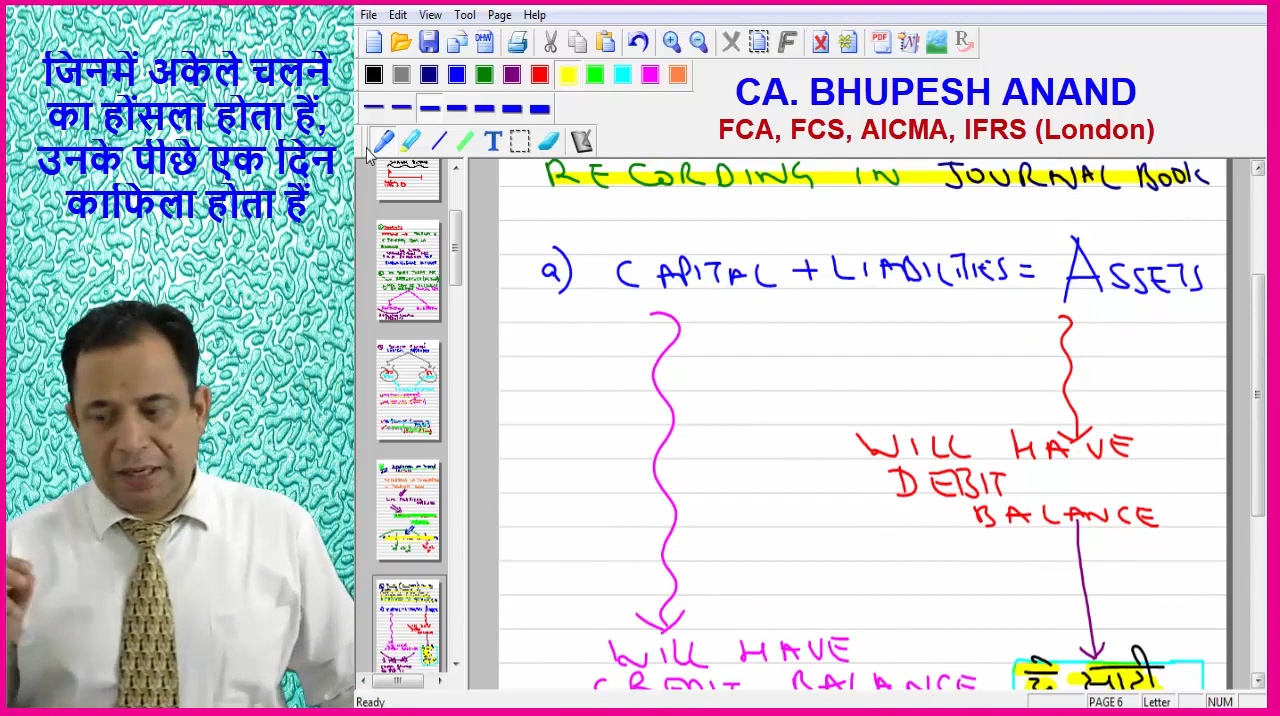 जिनमें अकेले चलने
का होंसला होता हैं,
उनके पीछे एक दिन
काफिला होता हैं
File Edit View Tool Page Help
CA. BHUPESH ANAND
FCA, FCS, AICMA, IFRS (London)
RECORDING IN JOURNAL BOOK
a) CAPITAL + LIABILITIES = ASSETS
WILL HAVE
DEBIT
BALANCE
WILL HAVE
CREDIT BALANCE
Ready PAGE 6 Letter NUM